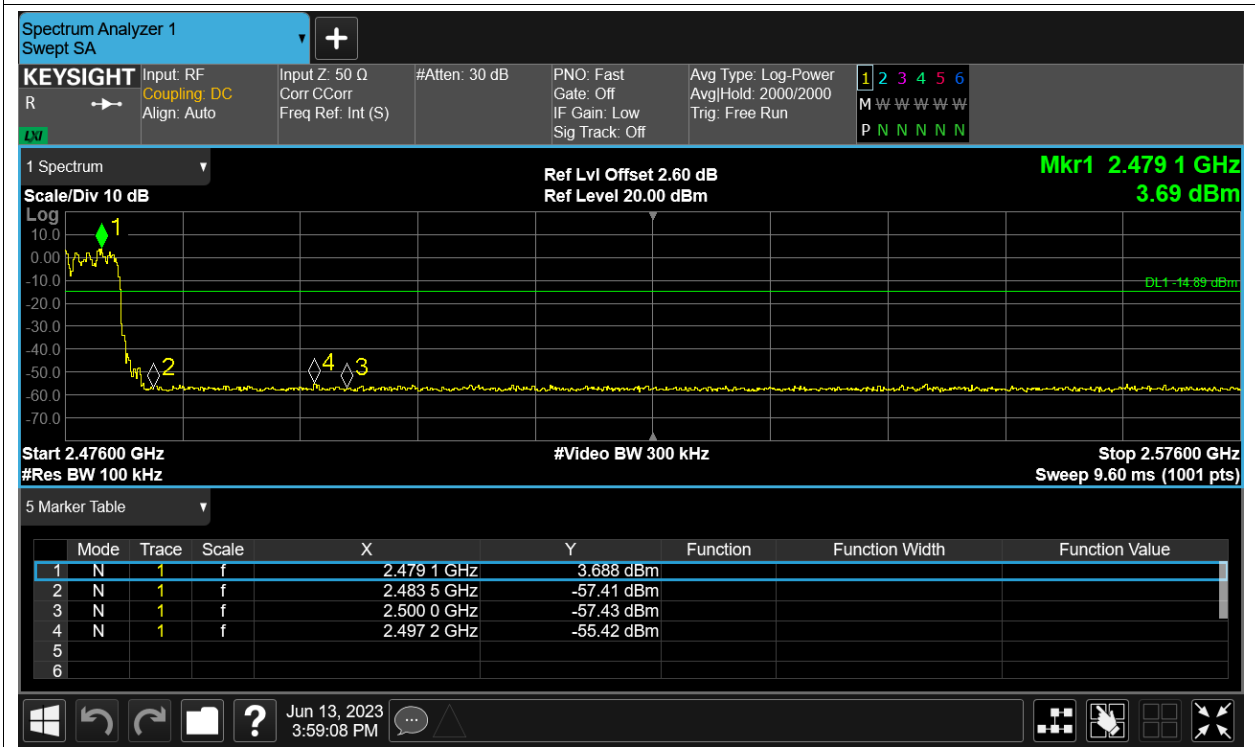 Spectrum Analyzer 1
Swept SA
KEYSIGHT Input: RF Input Z: 50 Ω #Atten: 30 dB PNO: Fast Avg Type: Log-Power 1 2 3 4 5 6
R Coupling: DC Corr CCorr Gate: Off Avg|Hold: 2000/2000 M W W W W W W
Align: Auto Freq Ref: Int (S) IF Gain: Low Trig: Free Run
LXI Sig Track: Off P N N N N N N
1 Spectrum Ref Lvl Offset 2.60 dB Mkr1 2.479 1 GHz
Scale/Div 10 dB Ref Level 20.00 dBm 3.69 dBm
Log
1
10.0
0.00
-10.0 DL1 -14.89 dBm
-20.0
-30.0
-40.0
2 4 3
-50.0
-60.0
-70.0
Start 2.47600 GHz #Video BW 300 kHz Stop 2.57600 GHz
#Res BW 100 kHz Sweep 9.60 ms (1001 pts)
5 Marker Table
Mode Trace Scale X Y Function Function Width Function Value
1 N 1 f 2.479 1 GHz 3.688 dBm
2 N 1 f 2.483 5 GHz -57.41 dBm
3 N 1 f 2.500 0 GHz -57.43 dBm
4 N 1 f 2.497 2 GHz -55.42 dBm
5
6
? Jun 13, 2023
3:59:08 PM